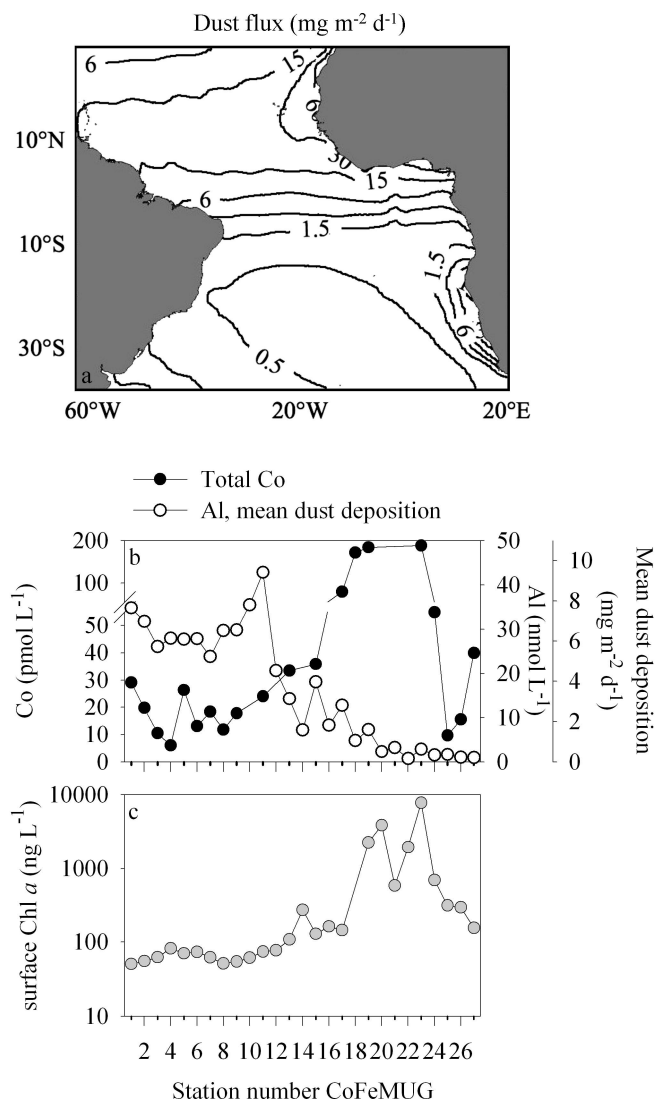 Dust flux (mg m-2 d-1)
6
15
6
10°N
30
15
6
10°S
1.5
1.5
6
30°S
0.5
a
60°W 20°W 20°E
Total Co
Al, mean dust deposition
b
200
100
50
40
30
20
10
0
Co (pmol L-1)
50
40
30
20
10
0
Al (nmol L-1)
10
8
6
4
2
0
Mean dust deposition
(mg m-2 d-1)
c
10000
1000
100
10
surface Chl a (ng L-1)
2 4 6 8 10 12 14 16 18 20 22 24 26
Station number CoFeMUG